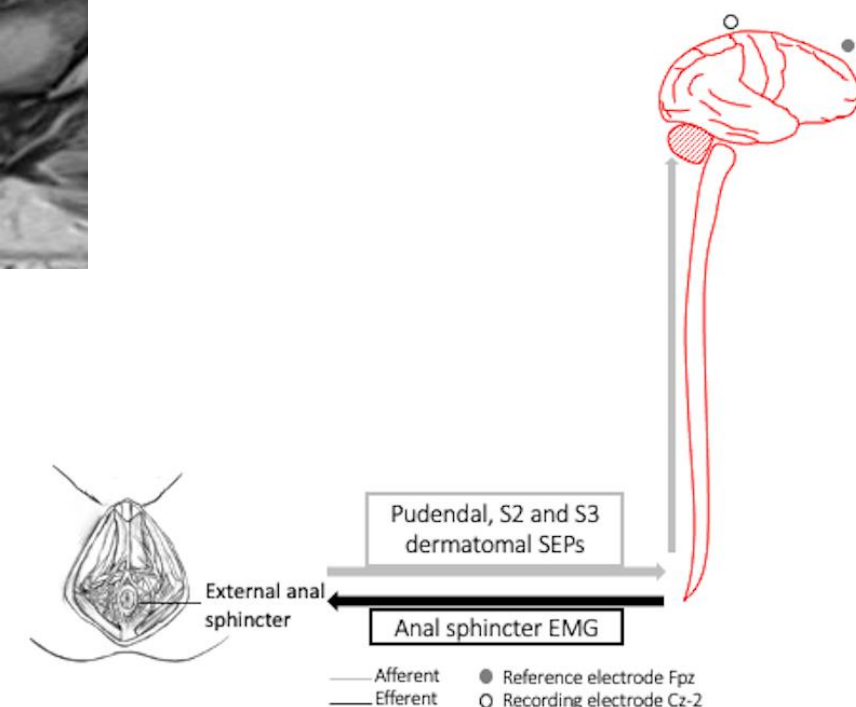 Pudendal, S2 and S3
dermatomal SEPs
External anal
sphincter
Anal sphincter EMG
Afferent
Reference electrode Fpz
Efferent
Recording electrode Cz-2